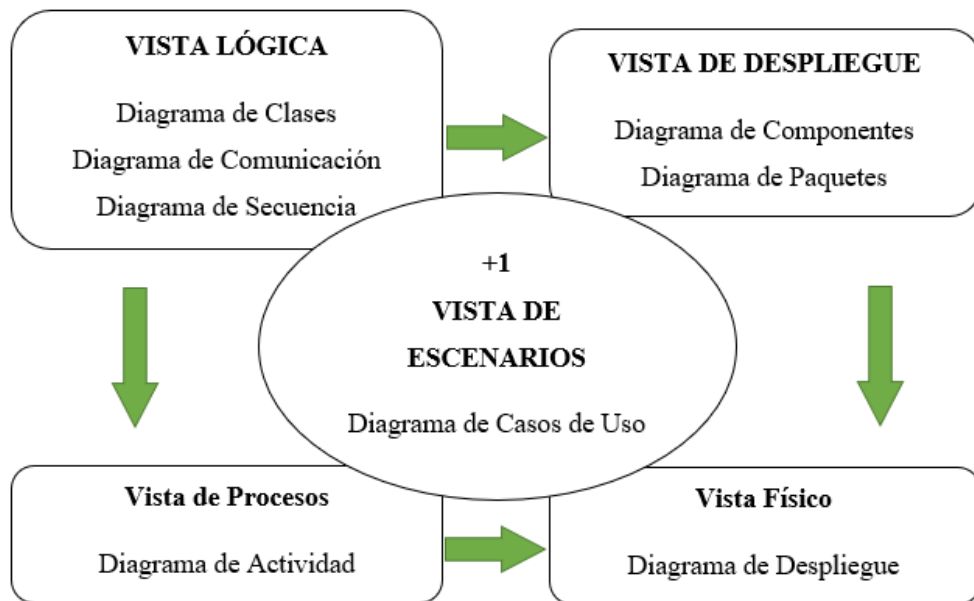 VISTA LÓGICA
Diagrama de Clases
Diagrama de Comunicación
Diagrama de Secuencia
VISTA DE DESPLIEGUE
Diagrama de Componentes
Diagrama de Paquetes
+1
VISTA DE
ESCENARIOS
Diagrama de Casos de Uso
Vista de Procesos
Diagrama de Actividad
Vista Físico
Diagrama de Despliegue